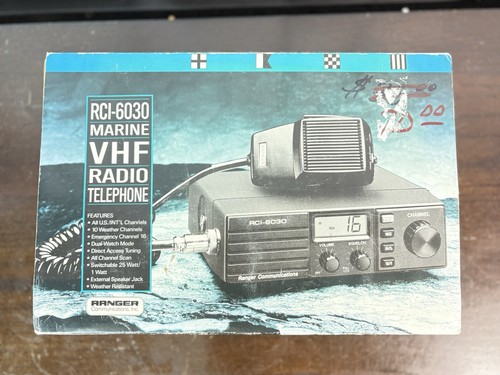 $
00
RCI-6030
MARINE
VHF
RADIO
TELEPHONE
FEATURES
• All U.S./INT'L Channels
• 10 Weather Channels
• Emergency Channel 16
• Dual-Watch Mode
• Direct Access Tuning
• All Channel Scan
• Switchable 25 Watt/
1 Watt
• External Speaker Jack
• Weather Resistant
RANGER
Communications, Inc.
RCI-6030
16
CHANNEL
VOLUME
SQUELCH
Ranger Communications